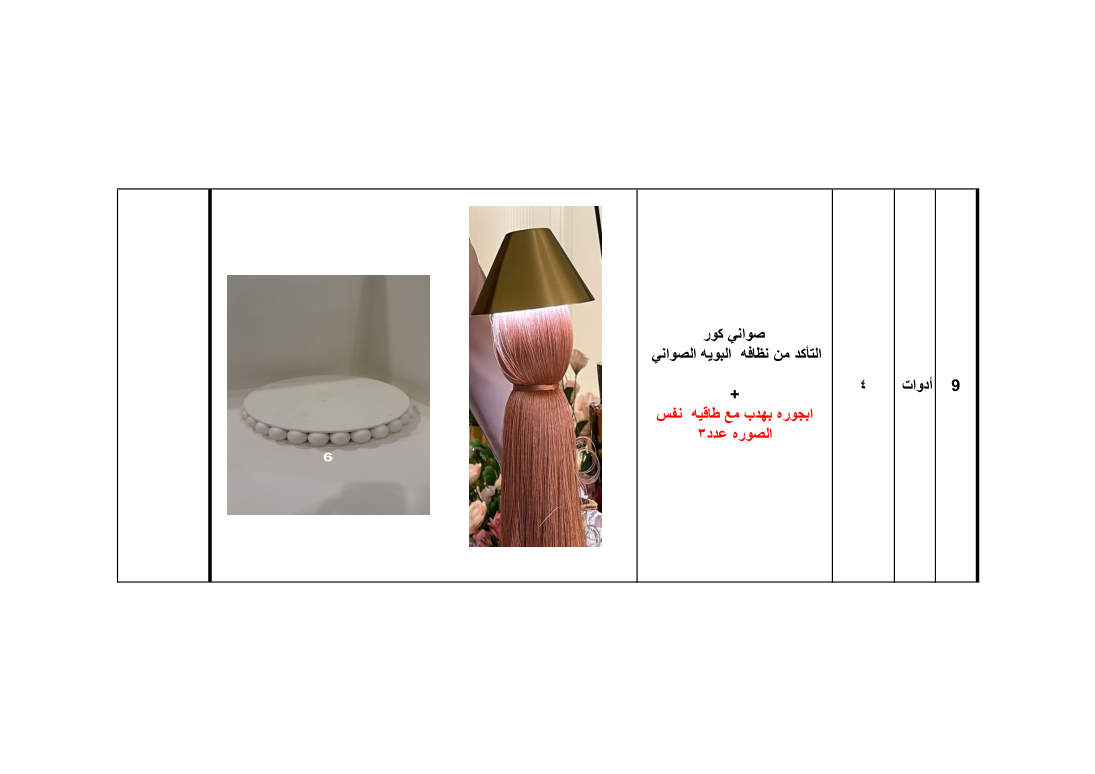 9
أدوات
٤
صواني كور
التأكد من نظافه البويه الصواني
+
ابجوره بهدب مع طاقيه نفس
الصوره عدد٣
6